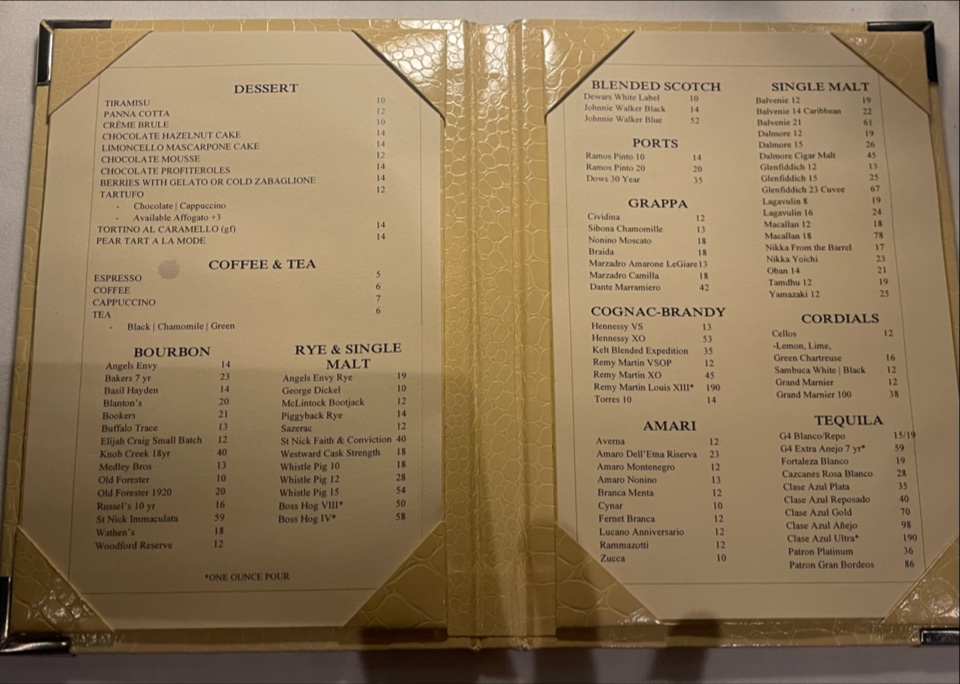 DESSERT
TIRAMISU 10
PANNA COTTA 12
CRÈME BRULE 10
CHOCOLATE HAZELNUT CAKE 14
LIMONCELLO MASCARPONE CAKE 14
CHOCOLATE MOUSSE 12
CHOCOLATE PROFITEROLES 14
BERRIES WITH GELATO OR COLD ZABAGLIONE 14
TARTUFO 12
- Chocolate | Cappuccino
- Available Affogato +3
TORTINO AL CARAMELLO (gf) 14
PEAR TART A LA MODE 14
COFFEE & TEA
ESPRESSO 5
COFFEE 6
CAPPUCCINO 7
TEA 6
- Black | Chamomile | Green
BOURBON
Angels Envy 14
Bakers 7 yr 23
Basil Hayden 14
Blanton's 20
Bookers 21
Buffalo Trace 13
Elijah Craig Small Batch 12
Knob Creek 18yr 40
Medley Bros 13
Old Forester 10
Old Forester 1920 20
Russel's 10 yr 16
St Nick Immaculata 59
Wathen's 18
Woodford Reserve 12
RYE & SINGLE
MALT
Angels Envy Rye 19
George Dickel 10
McLintock Bootjack 12
Piggyback Rye 14
Sazerac 12
St Nick Faith & Conviction 40
Westward Cask Strength 18
Whistle Pig 10 18
Whistle Pig 12 28
Whistle Pig 15 54
Boss Hog VIII* 50
Boss Hog IV* 58
*ONE OUNCE POUR
BLENDED SCOTCH
Dewars White Label 10
Johnnie Walker Black 14
Johnnie Walker Blue 52
PORTS
Ramos Pinto 10 14
Ramos Pinto 20 20
Dows 30 Year 35
GRAPPA
Cividina 12
Sibona Chamomille 13
Nonino Moscato 18
Braida 18
Marzadro Amarone LeGiare 13
Marzadro Camilla 18
Dante Marramiero 42
COGNAC-BRANDY
Hennessy VS 13
Hennessy XO 53
Kelt Blended Expedition 35
Remy Martin VSOP 12
Remy Martin XO 45
Remy Martin Louis XIII* 190
Torres 10 14
AMARI
Averna 12
Amaro Dell'Etna Riserva 23
Amaro Montenegro 12
Amaro Nonino 13
Branca Menta 12
Cynar 10
Fernet Branca 12
Lucano Anniversario 12
Rammazotti 12
Zucca 10
SINGLE MALT
Balvenie 12 19
Balvenie 14 Caribbean 22
Balvenie 21 61
Dalmore 12 19
Dalmore 15 26
Dalmore Cigar Malt 45
Glenfiddich 12 13
Glenfiddich 15 25
Glenfiddich 23 Cuvee 67
Lagavulin 8 19
Lagavulin 16 24
Macallan 12 18
Macallan 18 78
Nikka From the Barrel 17
Nikka Yoichi 23
Oban 14 21
Tamdhu 12 19
Yamazaki 12 25
CORDIALS
Cellos 12
-Lemon, Lime,
Green Chartreuse 16
Sambuca White | Black 12
Grand Marnier 12
Grand Marnier 100 38
TEQUILA
G4 Blanco/Repo 15/19
G4 Extra Anejo 7 yr* 59
Fortaleza Blanco 19
Cazcanes Rosa Blanco 28
Clase Azul Plata 35
Clase Azul Reposado 40
Clase Azul Gold 70
Clase Azul Añejo 98
Clase Azul Ultra* 190
Patron Platinum 36
Patron Gran Bordeos 86